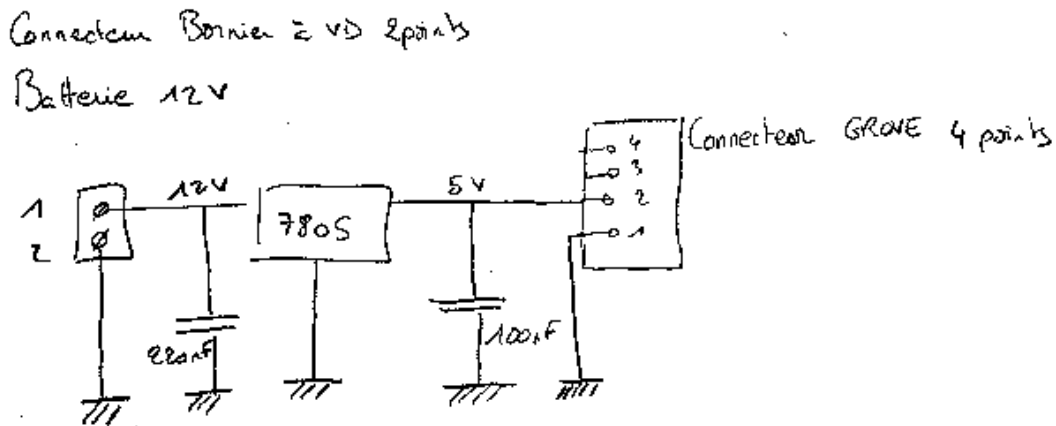 Connecteur Bornier à VD 2points
Batterie 12V
Connecteur GROVE 4 points
4
3
2
1
1
2
12V
7805
5V
220nF
100nF